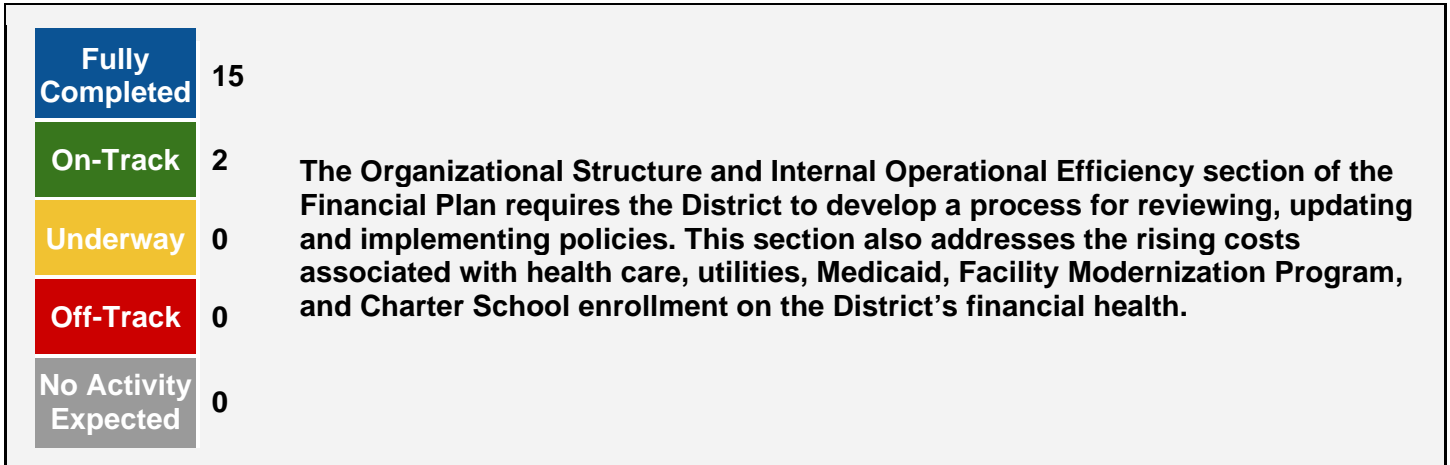 Fully
Completed
15
On-Track
2
Underway
0
Off-Track
0
No Activity
Expected
0
The Organizational Structure and Internal Operational Efficiency section of the
Financial Plan requires the District to develop a process for reviewing, updating
and implementing policies. This section also addresses the rising costs
associated with health care, utilities, Medicaid, Facility Modernization Program,
and Charter School enrollment on the District’s financial health.